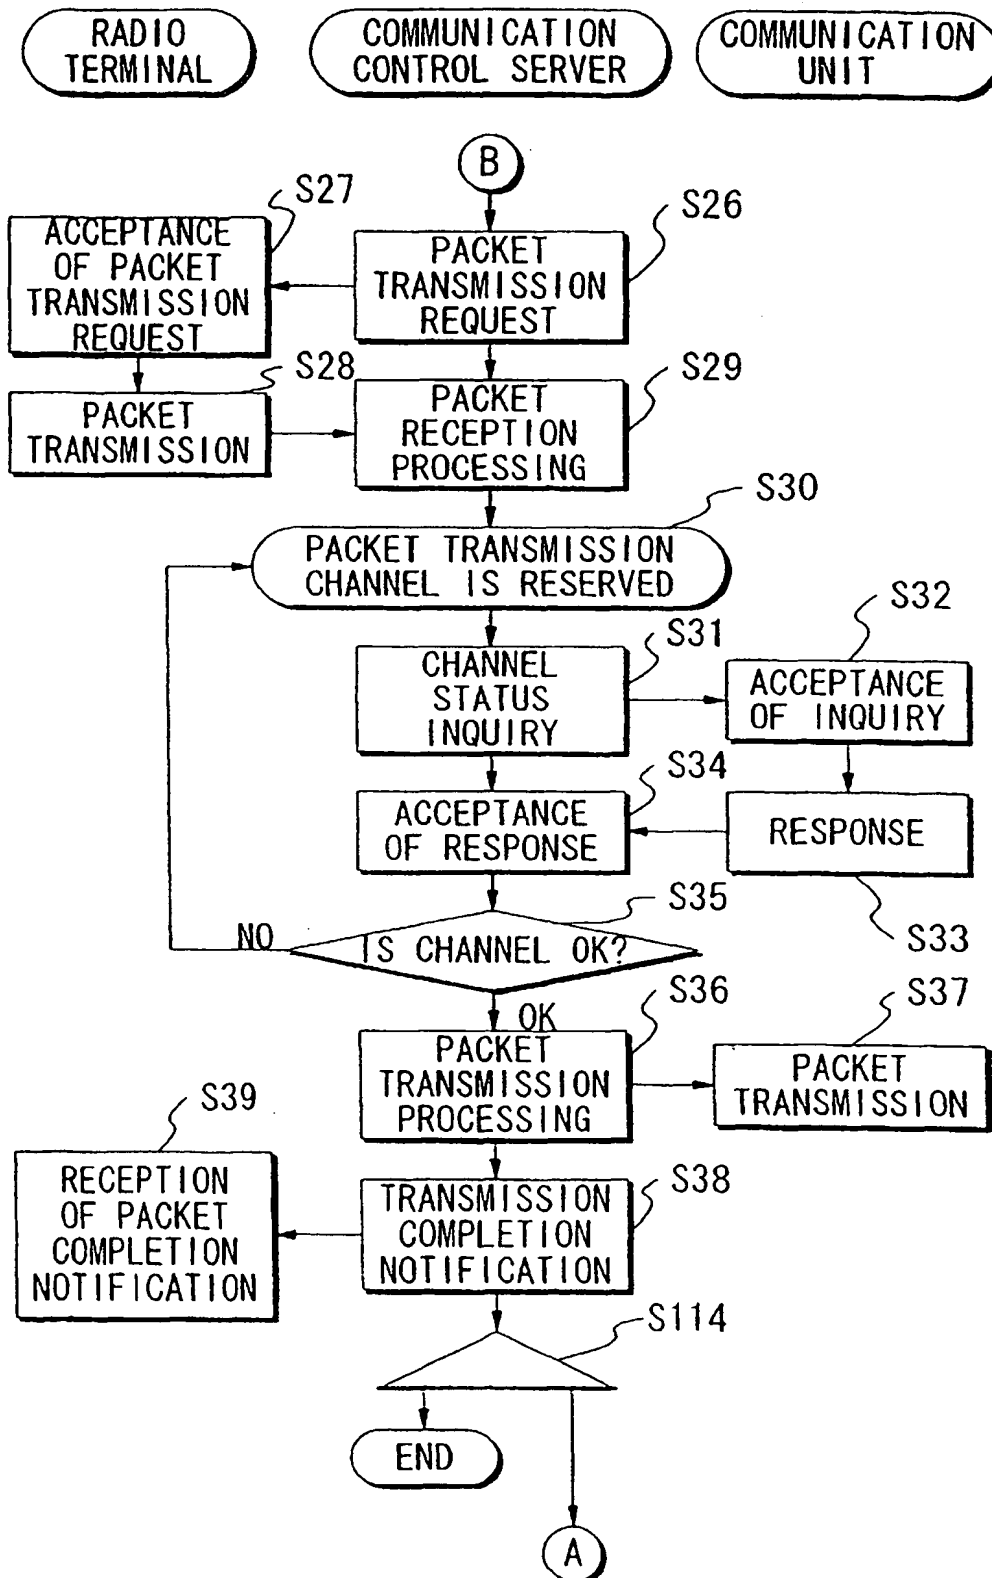 RADIO
TERMINAL
COMMUNICATION
CONTROL SERVER
COMMUNICATION
UNIT
B
S27
S26
ACCEPTANCE
OF PACKET
TRANSMISSION
REQUEST
PACKET
TRANSMISSION
REQUEST
S28
S29
PACKET
TRANSMISSION
PACKET
RECEPTION
PROCESSING
S30
PACKET TRANSMISSION
CHANNEL IS RESERVED
S32
S31
CHANNEL
STATUS
INQUIRY
ACCEPTANCE
OF INQUIRY
S34
ACCEPTANCE
OF RESPONSE
RESPONSE
S35
S33
NO
IS CHANNEL OK?
S36
S37
OK
PACKET
TRANSMISSION
PROCESSING
PACKET
TRANSMISSION
S39
S38
RECEPTION
OF PACKET
COMPLETION
NOTIFICATION
TRANSMISSION
COMPLETION
NOTIFICATION
S114
END
A